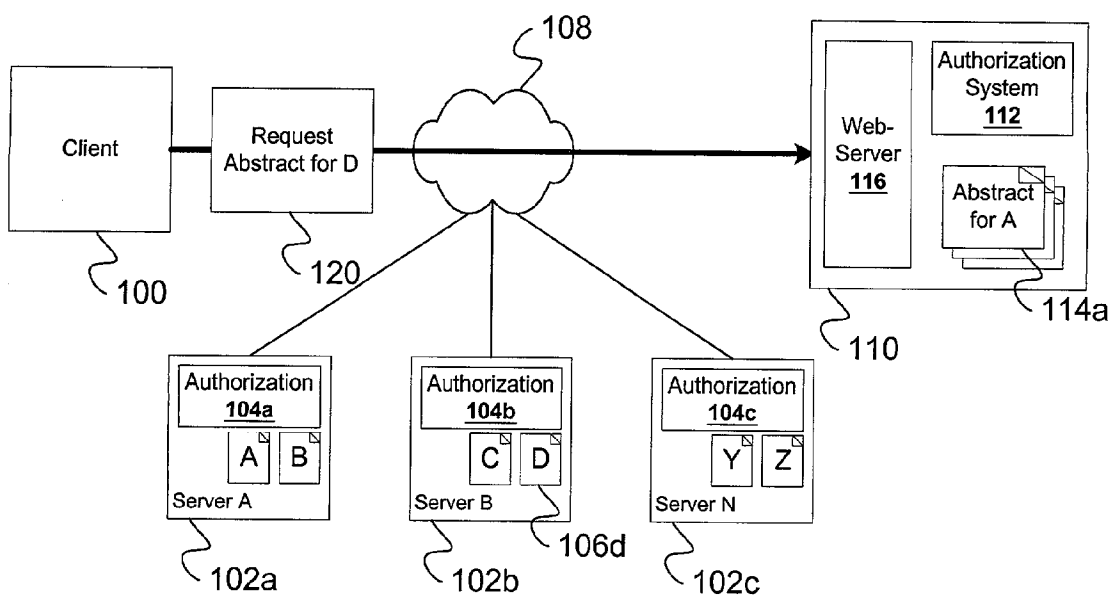 108
Client
Request
Abstract for D
Web-
Server
116
Authorization
System
112
Abstract
for A
100
120
114a
110
Authorization
104a
A B
Server A
Authorization
104b
C D
Server B
Authorization
104c
Y Z
Server N
102a
102b
106d
102c